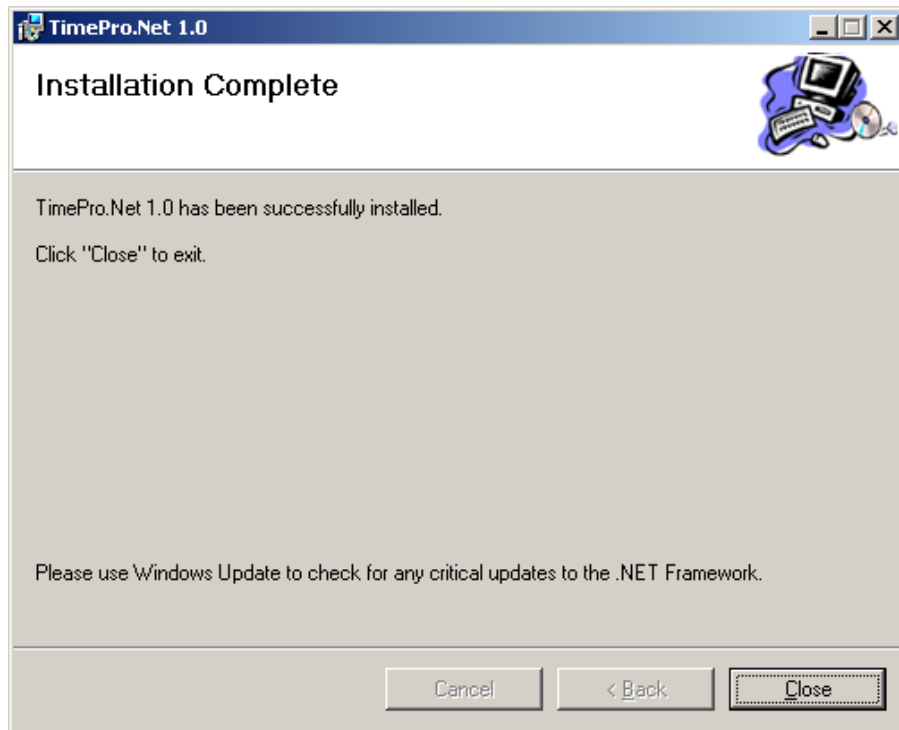 TimePro.Net 1.0
Installation Complete
TimePro.Net 1.0 has been successfully installed.
Click "Close" to exit.
Please use Windows Update to check for any critical updates to the .NET Framework.
Cancel
< Back
Close